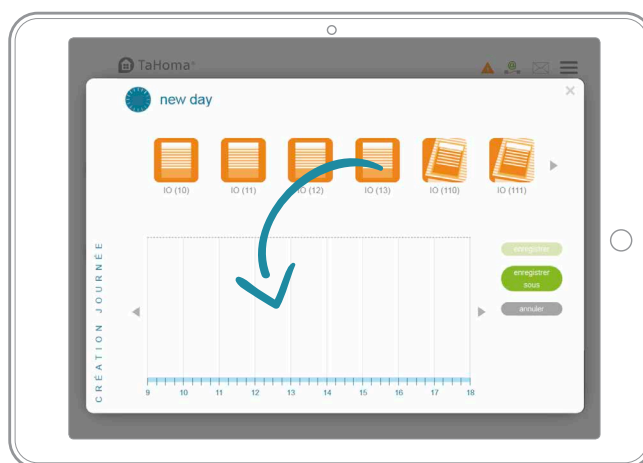 TaHoma®
new day
IO (10) IO (11) IO (12) IO (13) IO (110) IO (111)
CRÉATION JOURNÉE
enregistrer
enregistrer
sous
annuler
9 10 11 12 13 14 15 16 17 18